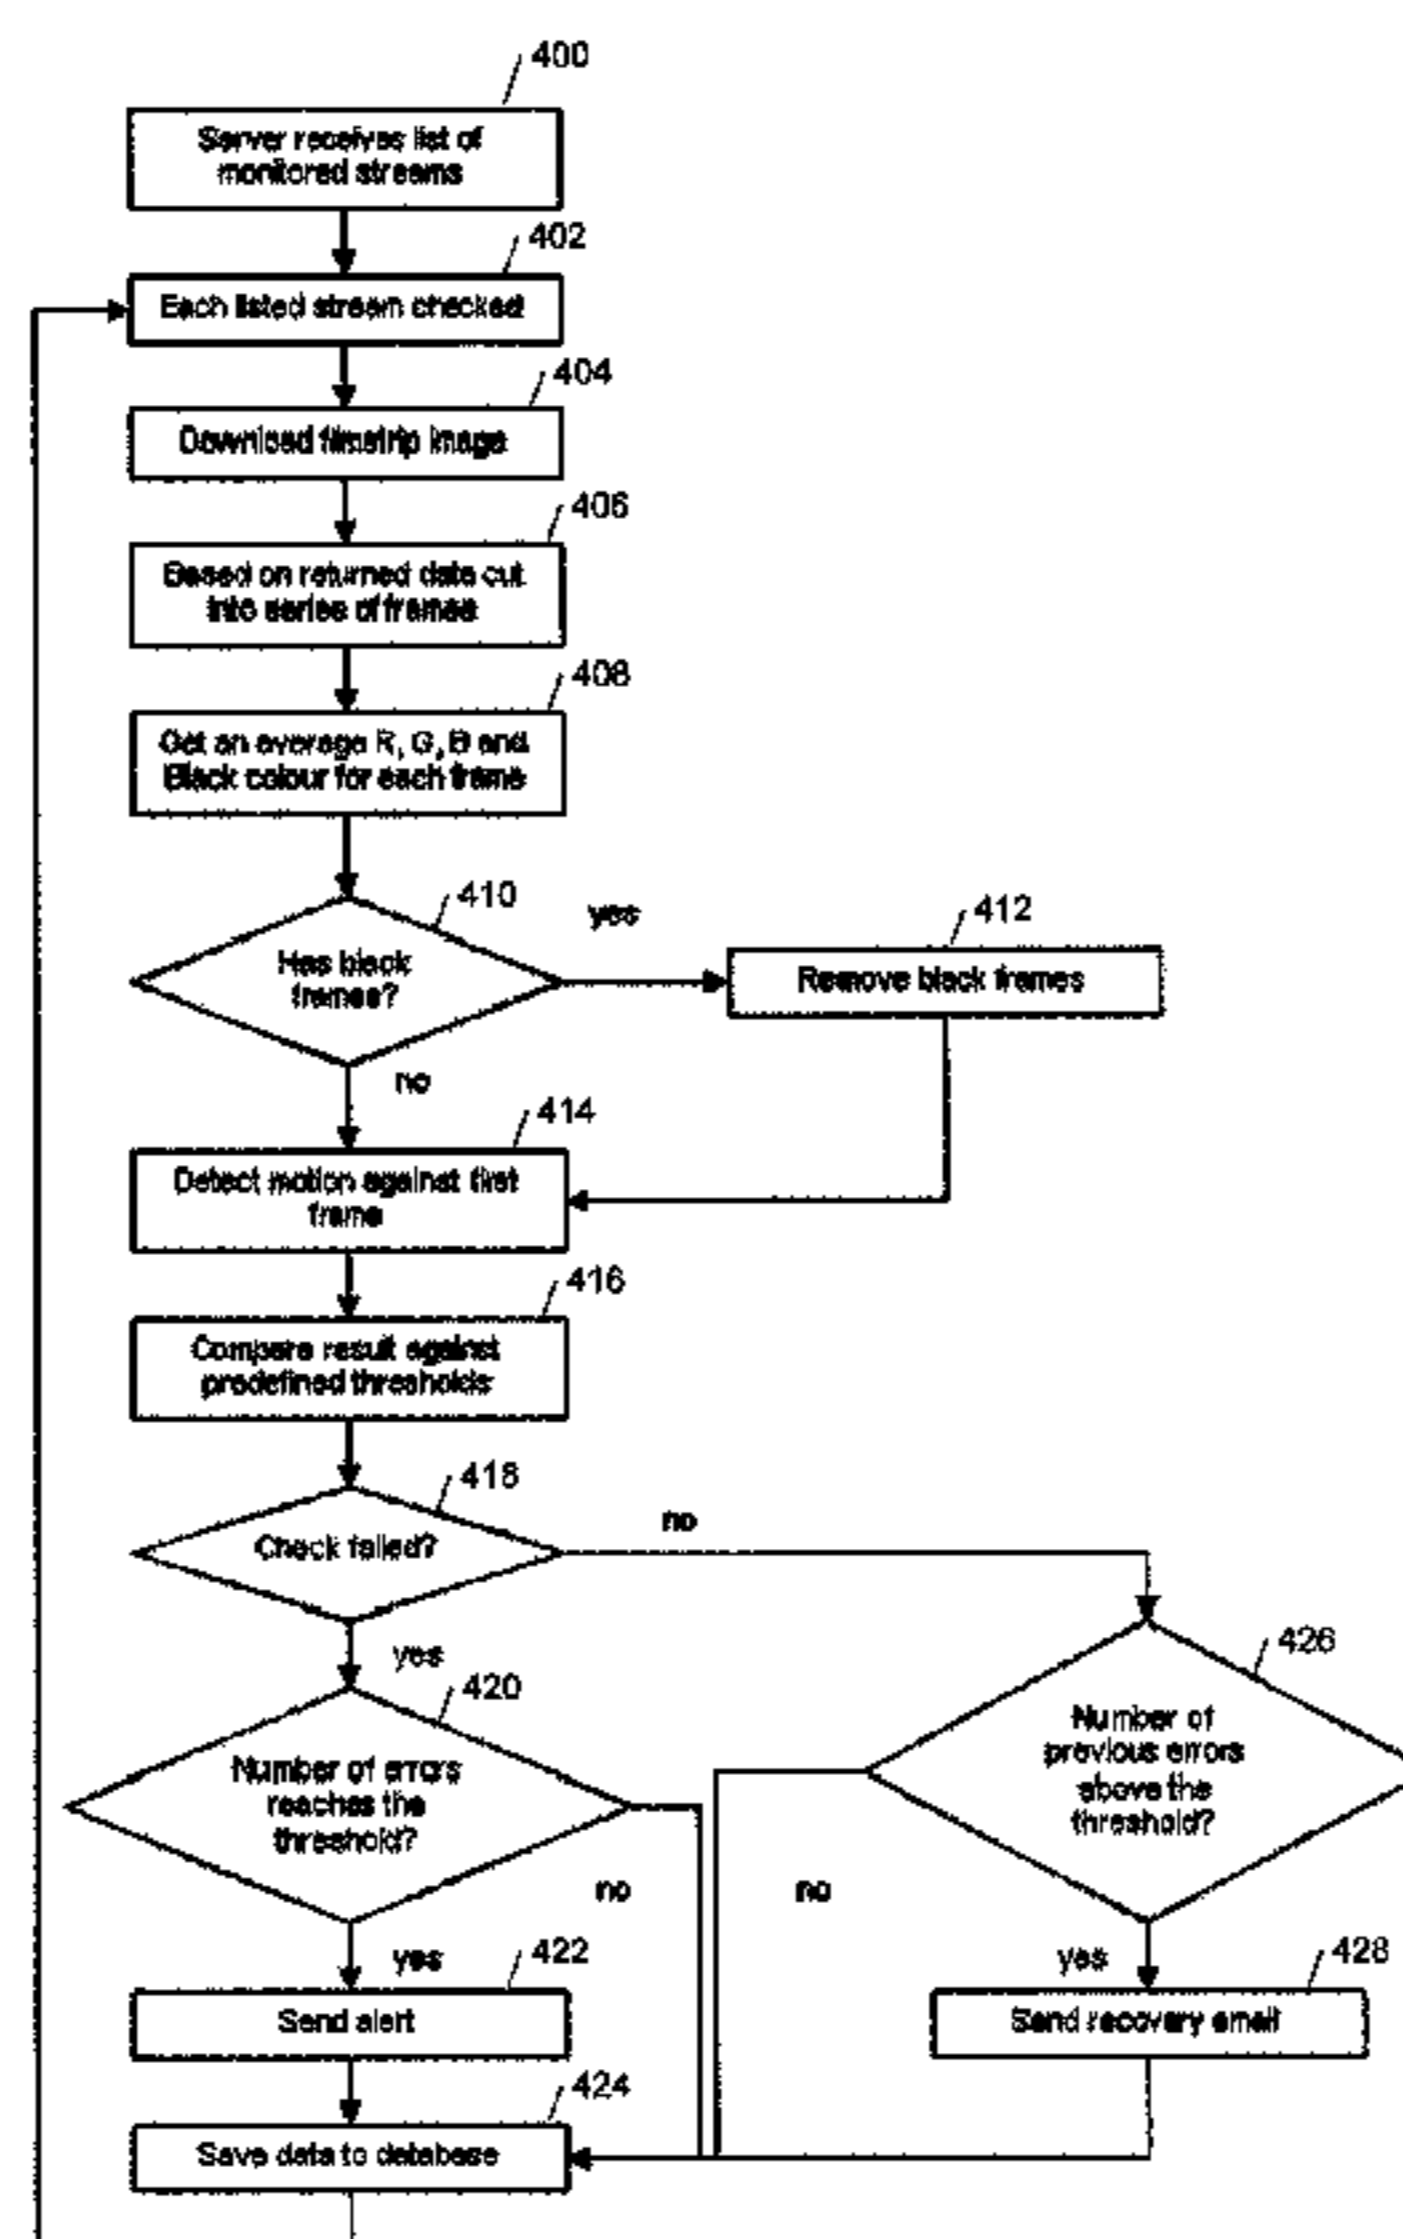 400
Server receives list of
monitored streams
402
Each listed stream checked
404
Download filmstrip image
406
Based on returned data cut
into series of frames
408
Get an average R, G, B and
Black colour for each frame
410
Has black
frames?
yes
412
Remove black frames
no
414
Detect motion against first
frame
416
Compare result against
predefined thresholds
418
Check failed?
no
yes
420
Number of errors
reaches the
threshold?
no
426
Number of
previous errors
above the
threshold?
no
yes
422
Send alert
yes
428
Send recovery email
424
Save data to database